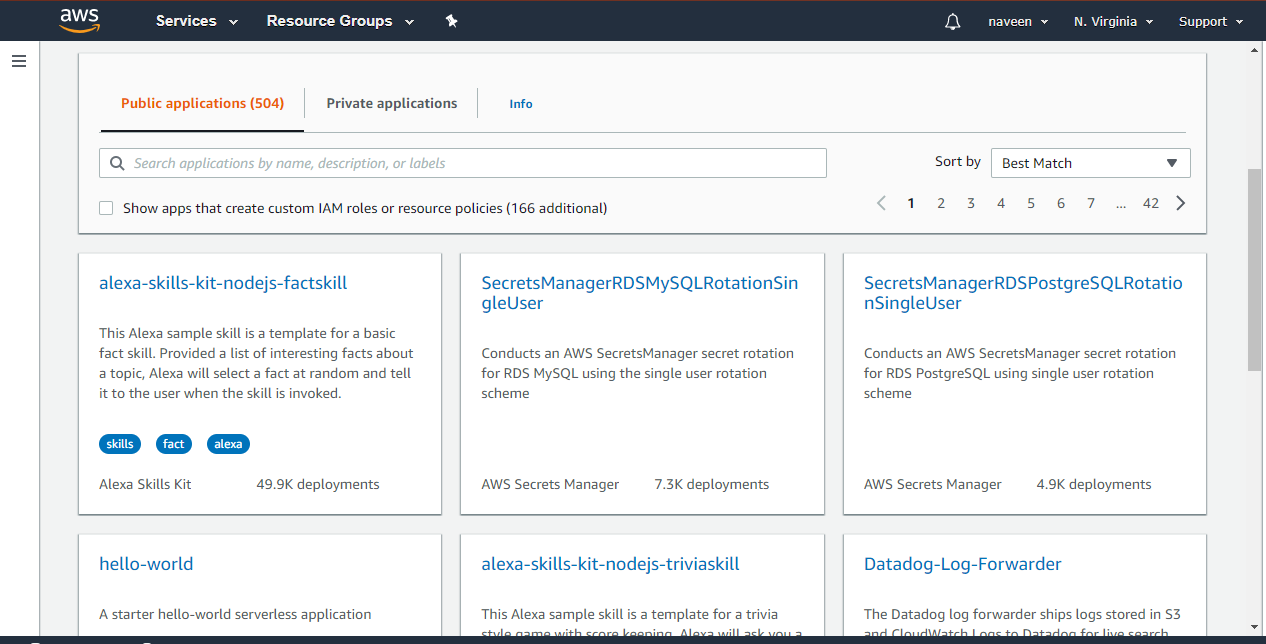 aws Services Resource Groups naveen N. Virginia Support
Public applications (504) Private applications Info
Search applications by name, description, or labels
Sort by Best Match
Show apps that create custom IAM roles or resource policies (166 additional)
1 2 3 4 5 6 7 ... 42
alexa-skills-kit-nodejs-factskill
This Alexa sample skill is a template for a basic
fact skill. Provided a list of interesting facts about
a topic, Alexa will select a fact at random and tell
it to the user when the skill is invoked.
skills fact alexa
Alexa Skills Kit 49.9K deployments
SecretsManagerRDSMySQLRotationSin
gleUser
Conducts an AWS SecretsManager secret rotation
for RDS MySQL using the single user rotation
scheme
AWS Secrets Manager 7.3K deployments
SecretsManagerRDSPostgreSQLRotatio
nSingleUser
Conducts an AWS SecretsManager secret rotation
for RDS PostgreSQL using single user rotation
scheme
AWS Secrets Manager 4.9K deployments
hello-world
A starter hello-world serverless application
alexa-skills-kit-nodejs-triviaskill
This Alexa sample skill is a template for a trivia
style game with score keeping. Alexa will ask you a
Datadog-Log-Forwarder
The Datadog log forwarder ships logs stored in S3
and CloudWatch Logs to Datadog for live search